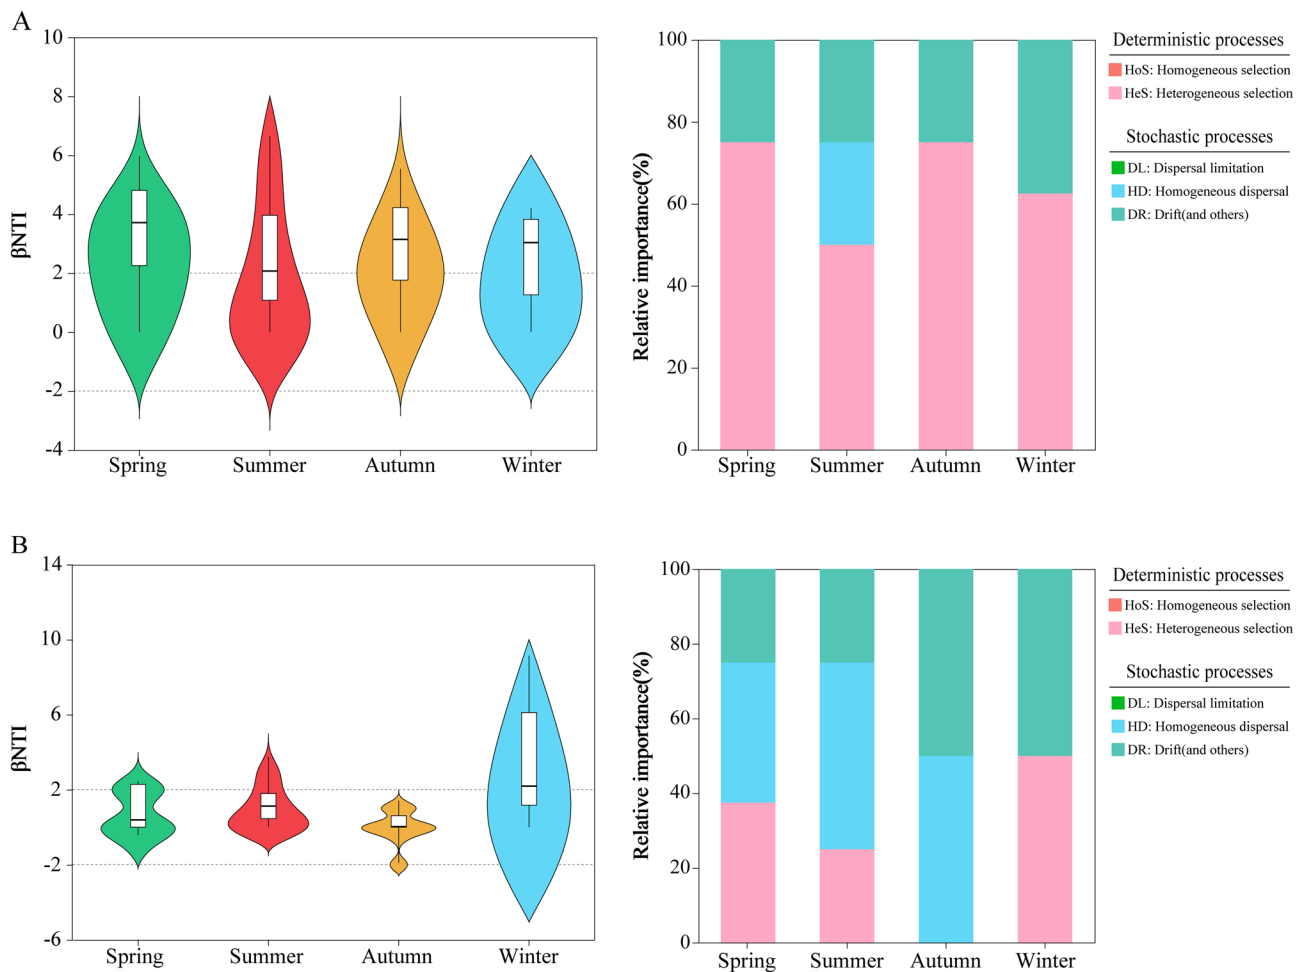 A
10
8
6
4
2
0
-2
-4
βNTI
Spring
Summer
Autumn
Winter
100
80
60
40
20
0
Relative importance(%)
Spring
Summer
Autumn
Winter
Deterministic processes
HoS: Homogeneous selection
HeS: Heterogeneous selection
Stochastic processes
DL: Dispersal limitation
HD: Homogeneous dispersal
DR: Drift(and others)
B
14
10
6
2
-2
-6
βNTI
Spring
Summer
Autumn
Winter
100
80
60
40
20
0
Relative importance(%)
Spring
Summer
Autumn
Winter
Deterministic processes
HoS: Homogeneous selection
HeS: Heterogeneous selection
Stochastic processes
DL: Dispersal limitation
HD: Homogeneous dispersal
DR: Drift(and others)